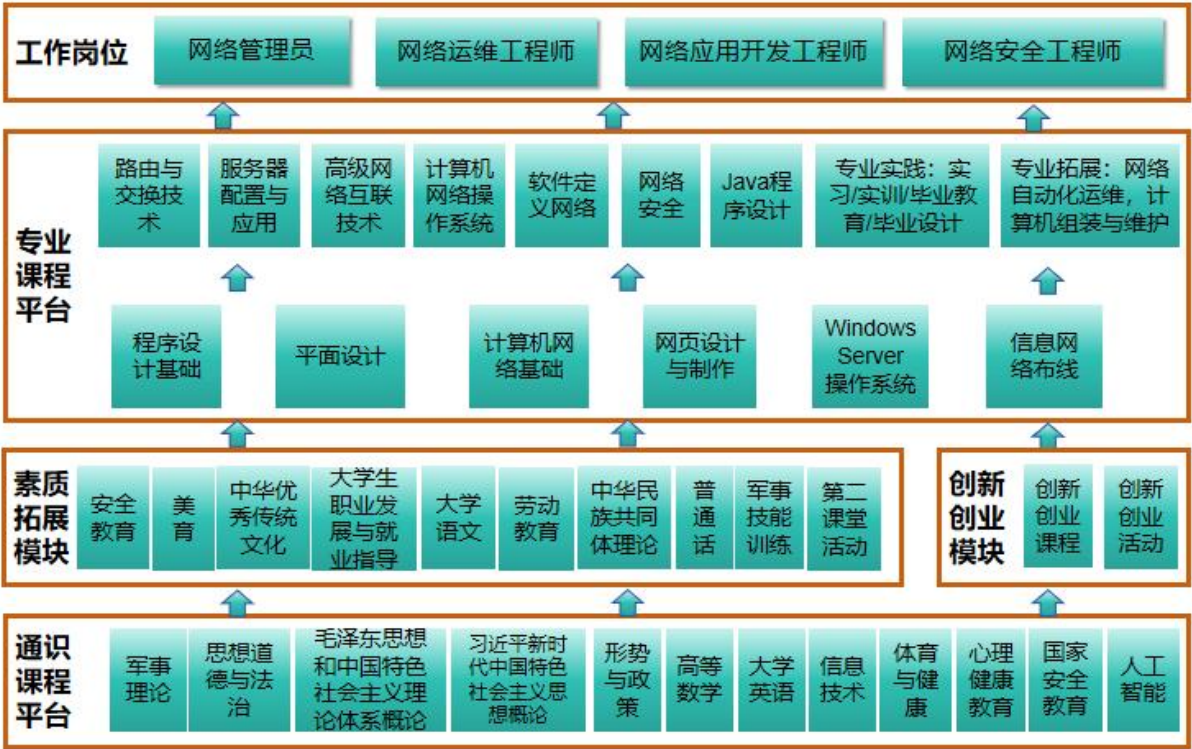 工作岗位
网络管理员
网络运维工程师
网络应用开发工程师
网络安全工程师
专业
课程
平台
路由与
交换技
术
服务器
配置与
应用
高级网
络互联
技术
计算机
网络操
作系统
软件定
义网络
网络
安全
Java程
序设计
专业实践：实
习/实训/毕业教
育/毕业设计
专业拓展：网络
自动化运维，计
算机组装与维护
程序设
计基础
平面设计
计算机网
络基础
网页设计
与制作
Windows
Server
操作系统
信息网
络布线
素质
拓展
模块
安全
教育
美
育
中华优
秀传统
文化
大学生
职业发
展与就
业指导
大学
语文
劳动
教育
中华民
族共同
体理论
普
通
话
军事
技能
训练
第二
课堂
活动
创新
创业
模块
创新
创业
课程
创新
创业
活动
通识
课程
平台
军事
理论
思想道
德与法
治
毛泽东思想
和中国特色
社会主义理
论体系概论
习近平新时
代中国特色
社会主义思
想概论
形势
与政
策
高等
数学
大学
英语
信息
技术
体育
与健
康
心理
健康
教育
国家
安全
教育
人工
智能